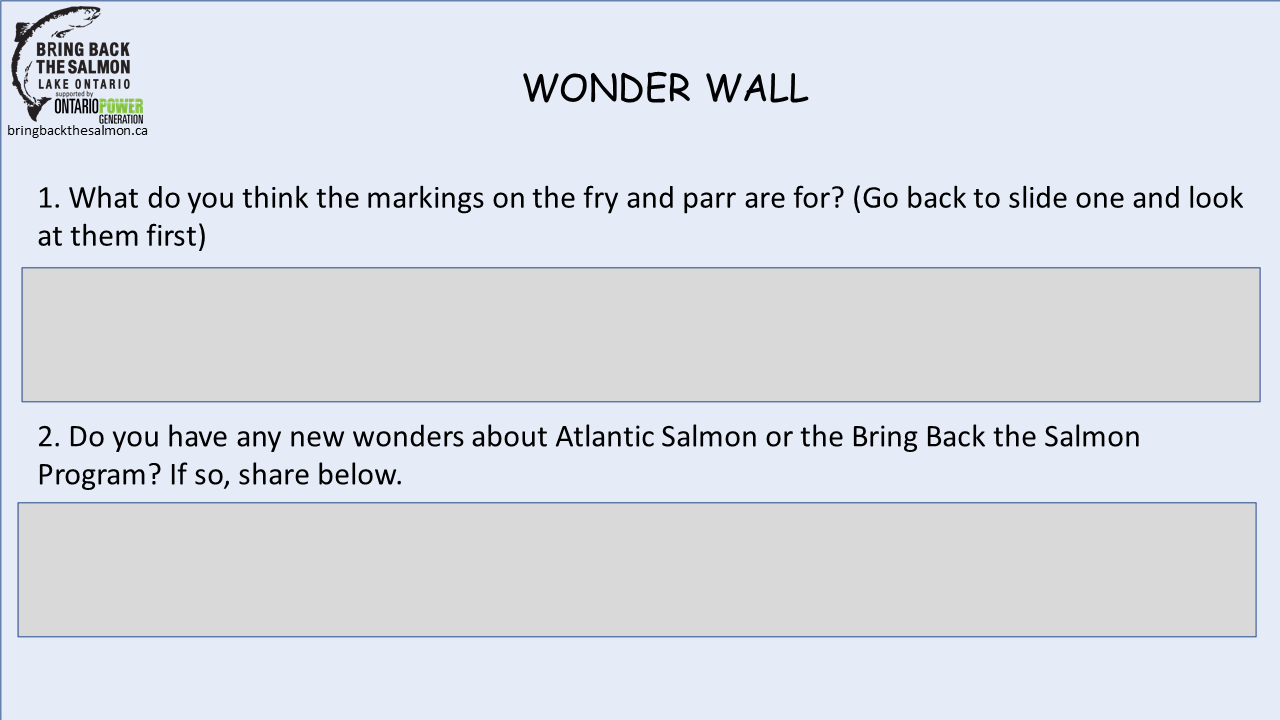 BRING BACK
THE SALMON
LAKE ONTARIO
supported by
ONTARIOPOWER
GENERATION
bringbackthesalmon.ca
WONDER WALL
1. What do you think the markings on the fry and parr are for? (Go back to slide one and look
at them first)
2. Do you have any new wonders about Atlantic Salmon or the Bring Back the Salmon
Program? If so, share below.